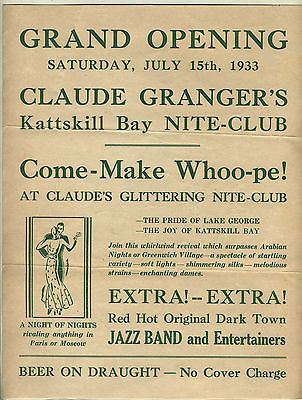 GRAND OPENING
SATURDAY, JULY 15th, 1933
CLAUDE GRANGER'S
Kattskill Bay NITE-CLUB
Come-Make Whoo-pe!
AT CLAUDE'S GLITTERING NITE-CLUB
—THE PRIDE OF LAKE GEORGE
—THE JOY OF KATTSKILL BAY
Join this whirlwind revival which surpasses Arabian
Nights or Greenwich Village—a spectacle of startling
variety—soft lights - shimmering silks—melodious
strains—enchanting dames.
A NIGHT OF NIGHTS
rivaling anything in
Paris or Moscow
EXTRA!--EXTRA!
Red Hot Original Dark Town
JAZZ BAND and Entertainers
BEER ON DRAUGHT — No Cover Charge